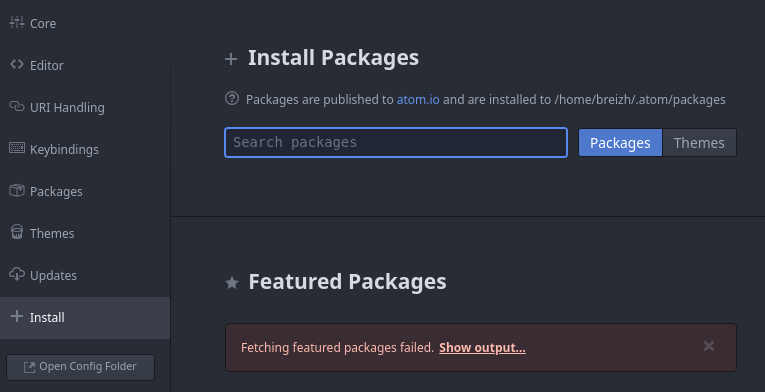 Core
Editor
URI Handling
Keybindings
Packages
Themes
Updates
Install
Open Config Folder
Install Packages
Packages are published to atom.io and are installed to /home/breizh/.atom/packages
Search packages
Packages
Themes
Featured Packages
Fetching featured packages failed. Show output...